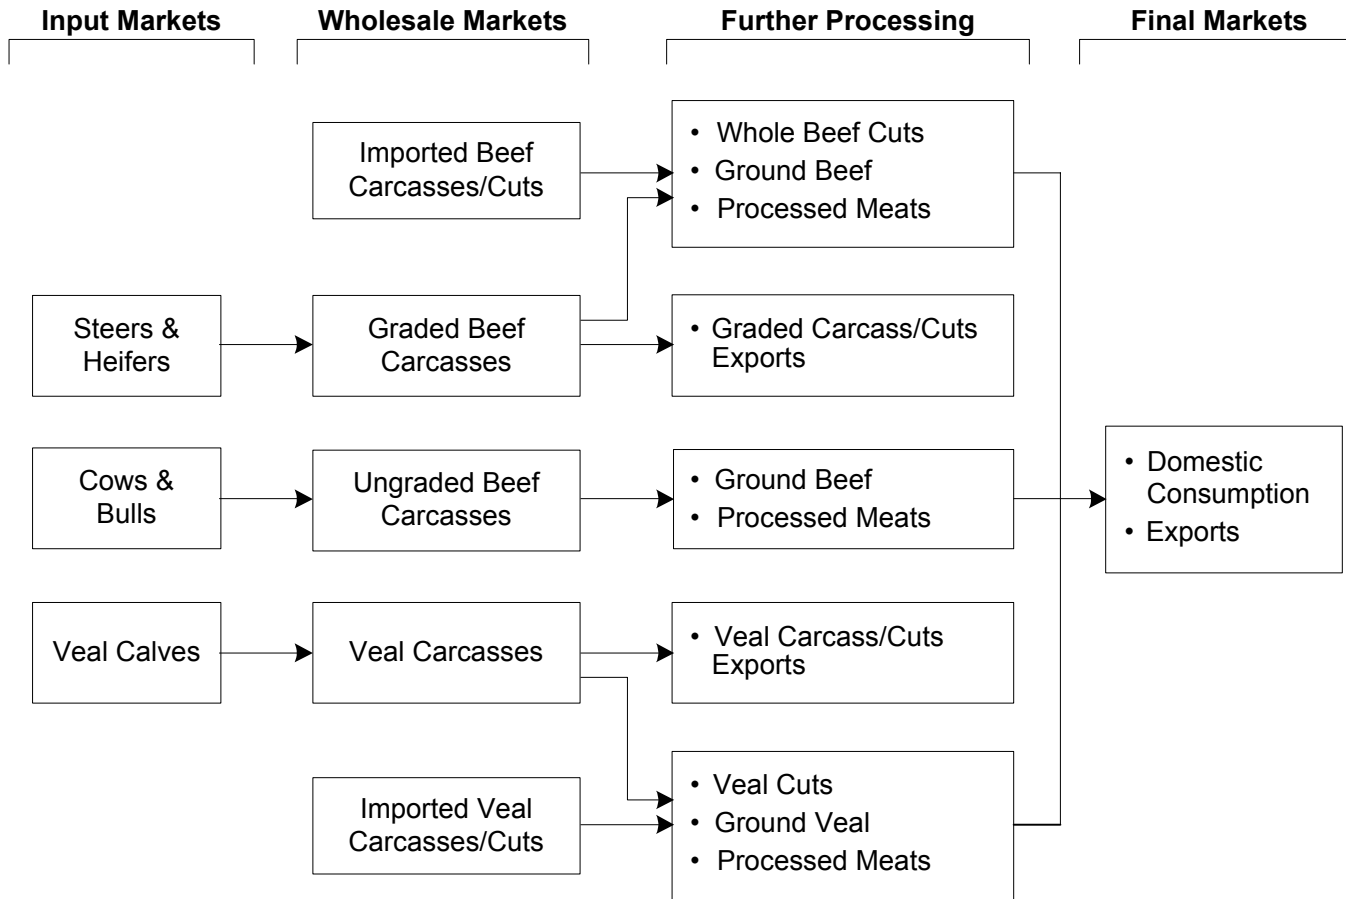 Input Markets
Wholesale Markets
Further Processing
Final Markets
Imported Beef
Carcasses/Cuts
• Whole Beef Cuts
• Ground Beef
• Processed Meats
Steers &
Heifers
Graded Beef
Carcasses
• Graded Carcass/Cuts
Exports
Cows &
Bulls
Ungraded Beef
Carcasses
• Ground Beef
• Processed Meats
• Domestic
Consumption
• Exports
Veal Calves
Veal Carcasses
• Veal Carcass/Cuts
Exports
Imported Veal
Carcasses/Cuts
• Veal Cuts
• Ground Veal
• Processed Meats